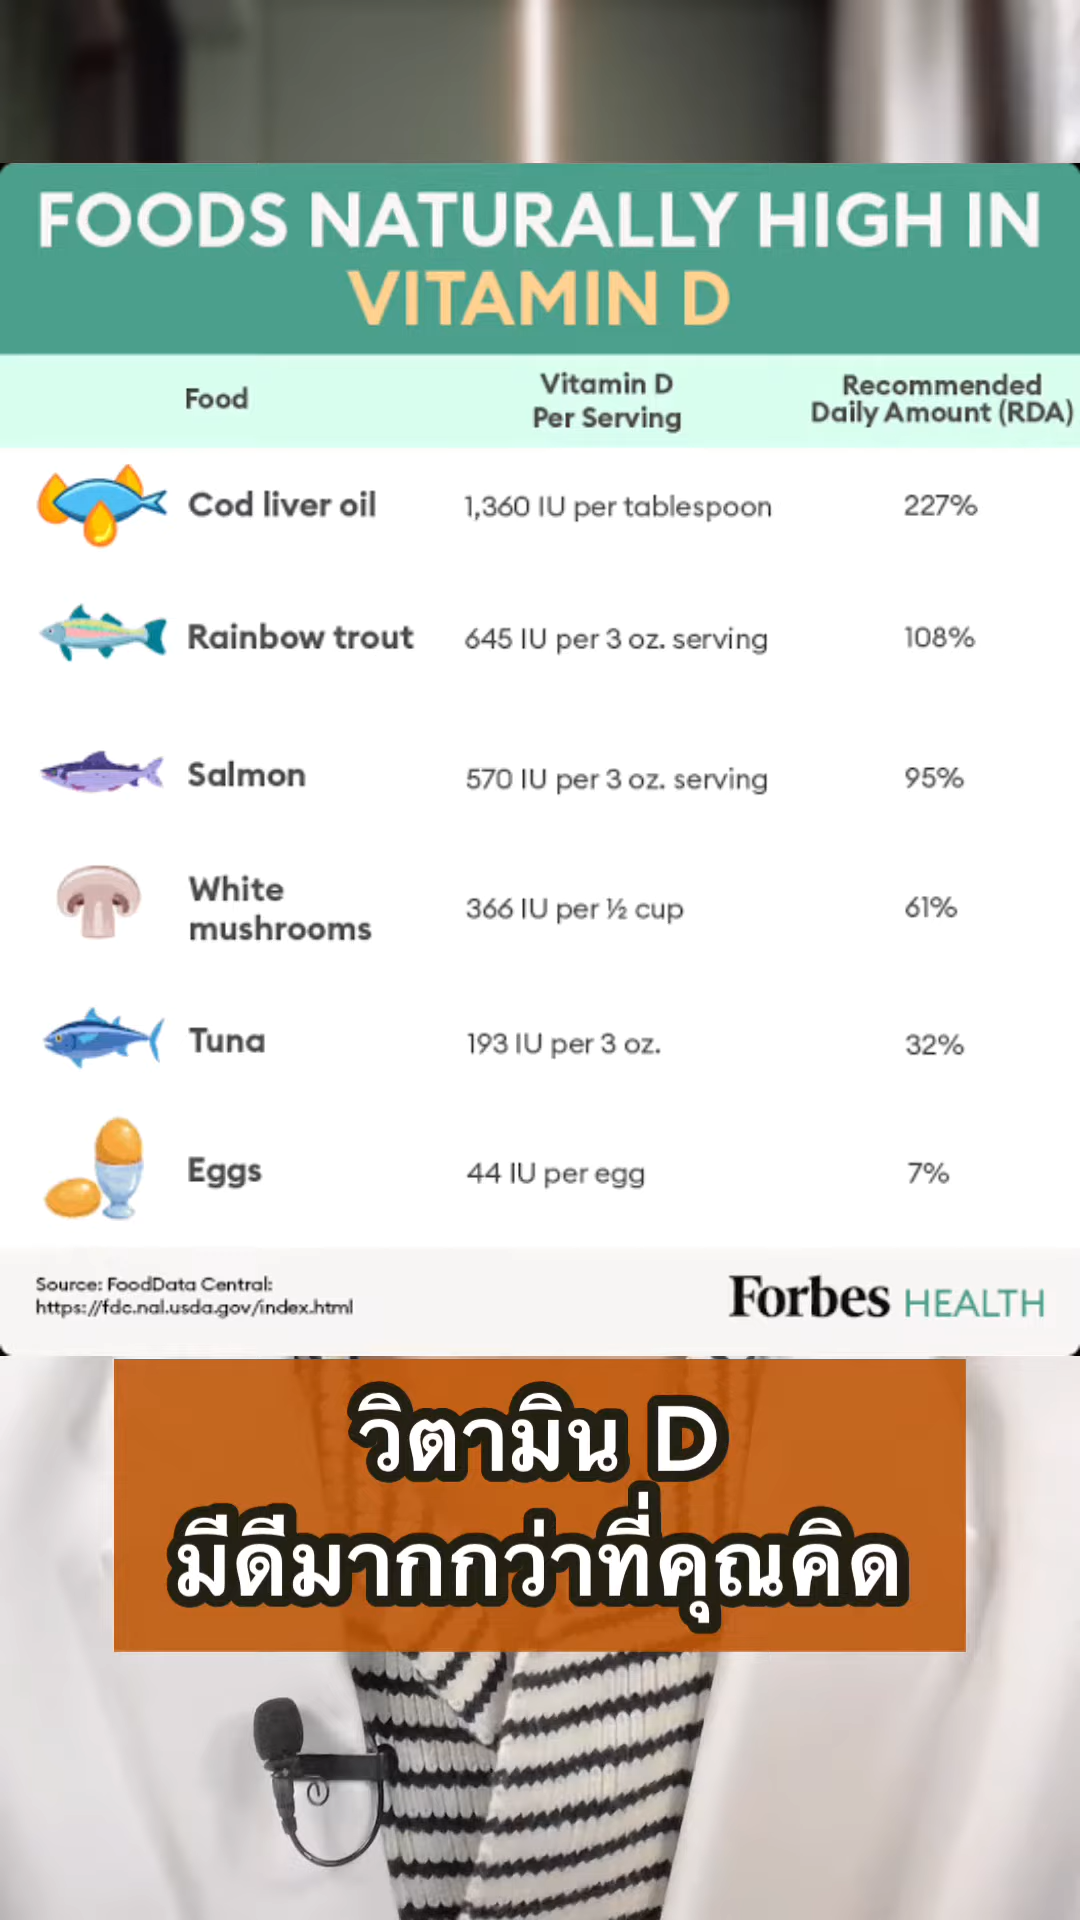 FOODS NATURALLY HIGH IN
VITAMIN D
Food
Vitamin D
Per Serving
Recommended
Daily Amount (RDA)
Cod liver oil
1,360 IU per tablespoon
227%
Rainbow trout
645 IU per 3 oz. serving
108%
Salmon
570 IU per 3 oz. serving
95%
White
mushrooms
366 IU per ½ cup
61%
Tuna
193 IU per 3 oz.
32%
Eggs
44 IU per egg
7%
Source: FoodData Central:
https://fdc.nal.usda.gov/index.html
Forbes HEALTH
วิตามิน D
มีดีมากกว่าที่คุณคิด